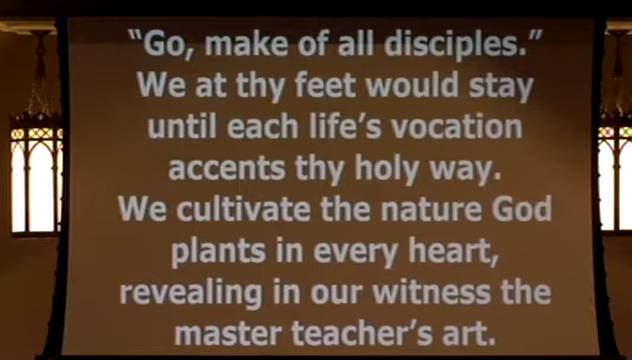 “Go, make of all disciples.”
We at thy feet would stay
until each life’s vocation
accents thy holy way.
We cultivate the nature God
plants in every heart,
revealing in our witness the
master teacher’s art.